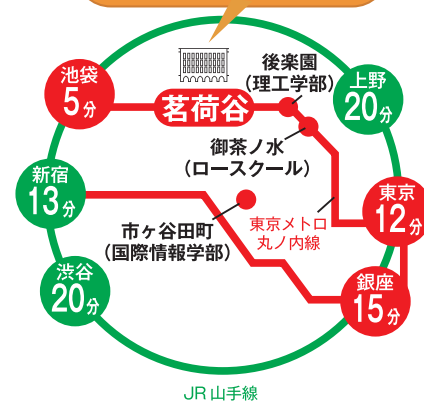 後楽園
(理工学部)
池袋
5分
上野
20分
茗荷谷
御茶ノ水
(ロースクール)
新宿
13分
東京
12分
市ヶ谷田町
(国際情報学部)
東京メトロ
丸ノ内線
渋谷
20分
銀座
15分
JR山手線